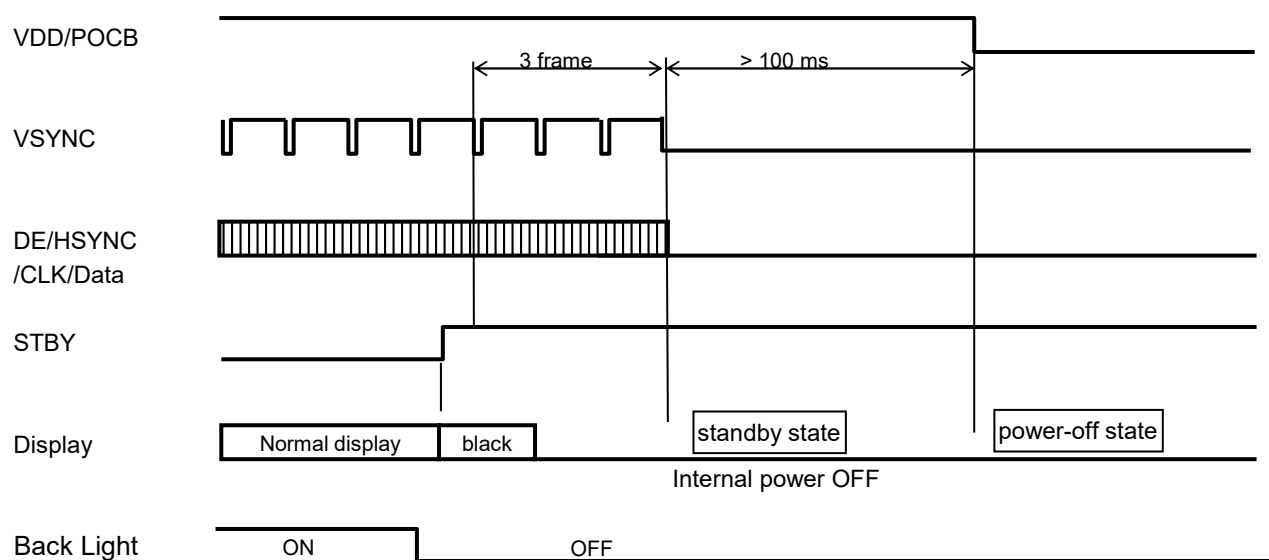 VDD/POCB
3 frame
> 100 ms
VSYNC
DE/HSYNC
/CLK/Data
STBY
Display
Normal display
black
standby state
power-off state
Internal power OFF
Back Light
ON
OFF